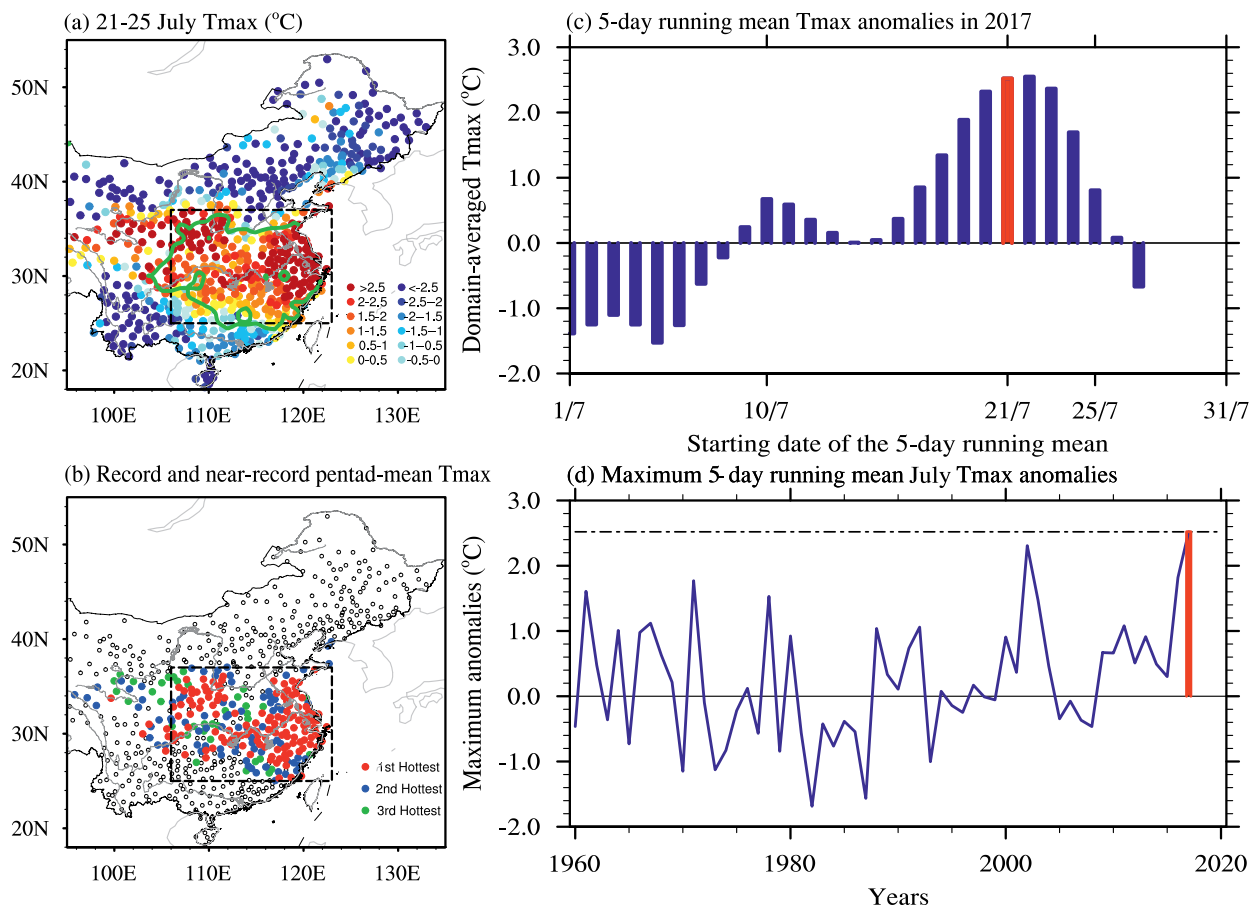 (a) 21-25 July Tmax (°C)
50N
40N
30N
20N
100E 110E 120E 130E
>2.5 <-2.5
2-2.5 -2.5–2
1.5-2 -2–1.5
1-1.5 -1.5–1
0.5-1 -1–0.5
0-0.5 -0.5-0
(c) 5-day running mean Tmax anomalies in 2017
Domain-averaged Tmax (°C)
3.0
2.0
1.0
0.0
-1.0
-2.0
1/7 10/7 21/7 25/7 31/7
Starting date of the 5-day running mean
(b) Record and near-record pentad-mean Tmax
50N
40N
30N
20N
100E 110E 120E 130E
1st Hottest
2nd Hottest
3rd Hottest
(d) Maximum 5-day running mean July Tmax anomalies
Maximum anomalies (°C)
3.0
2.0
1.0
0.0
-1.0
-2.0
1960 1980 2000 2020
Years